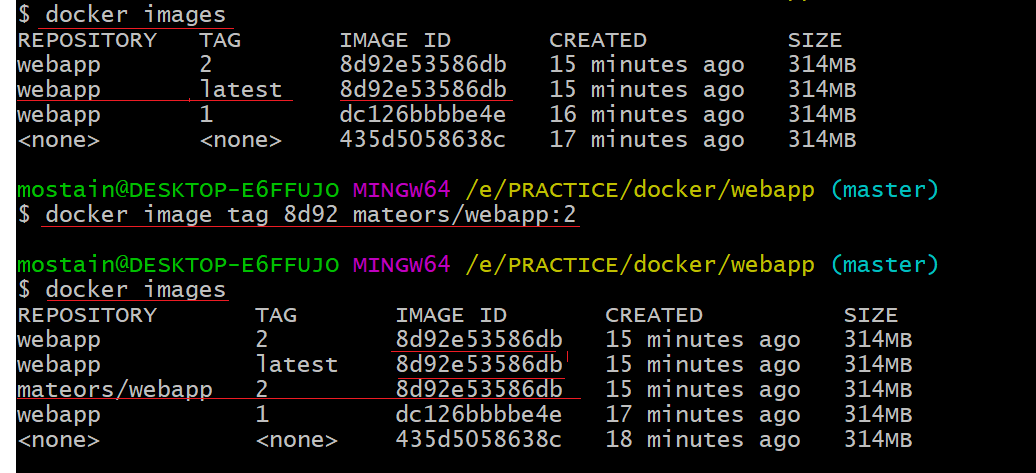 $ docker images
REPOSITORY TAG IMAGE ID CREATED SIZE
webapp 2 8d92e53586db 15 minutes ago 314MB
webapp latest 8d92e53586db 15 minutes ago 314MB
webapp 1 dc126bbbbe4e 16 minutes ago 314MB
<none> <none> 435d5058638c 17 minutes ago 314MB
mostain@DESKTOP-E6FFUJO MINGW64 /e/PRACTICE/docker/webapp (master)
$ docker image tag 8d92 mateors/webapp:2
mostain@DESKTOP-E6FFUJO MINGW64 /e/PRACTICE/docker/webapp (master)
$ docker images
REPOSITORY TAG IMAGE ID CREATED SIZE
webapp 2 8d92e53586db 15 minutes ago 314MB
webapp latest 8d92e53586db 15 minutes ago 314MB
mateors/webapp 2 8d92e53586db 15 minutes ago 314MB
webapp 1 dc126bbbbe4e 17 minutes ago 314MB
<none> <none> 435d5058638c 18 minutes ago 314MB